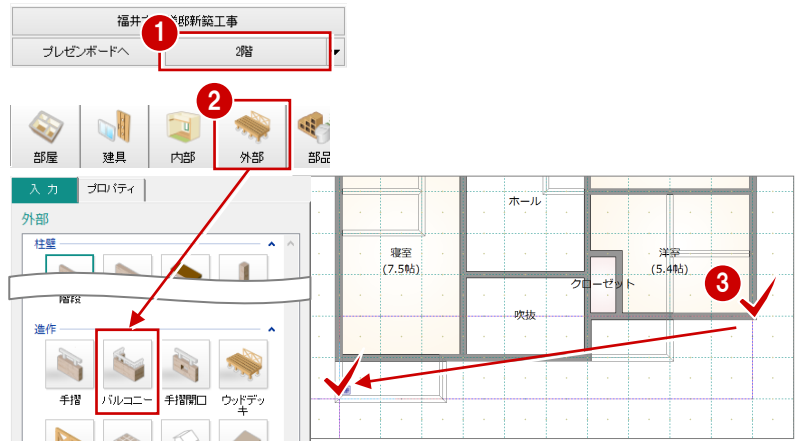 福井
邸新築工事
1
プレゼンボードへ
2階
2
部屋
建具
内部
外部
部品
入力
プロパティ
外部
柱壁
階段
造作
手摺
バルコニー
手摺開口
ウッドデッキ
ホール
寝室
(7.5帖)
洋室
(5.4帖)
クローゼット
吹抜
3